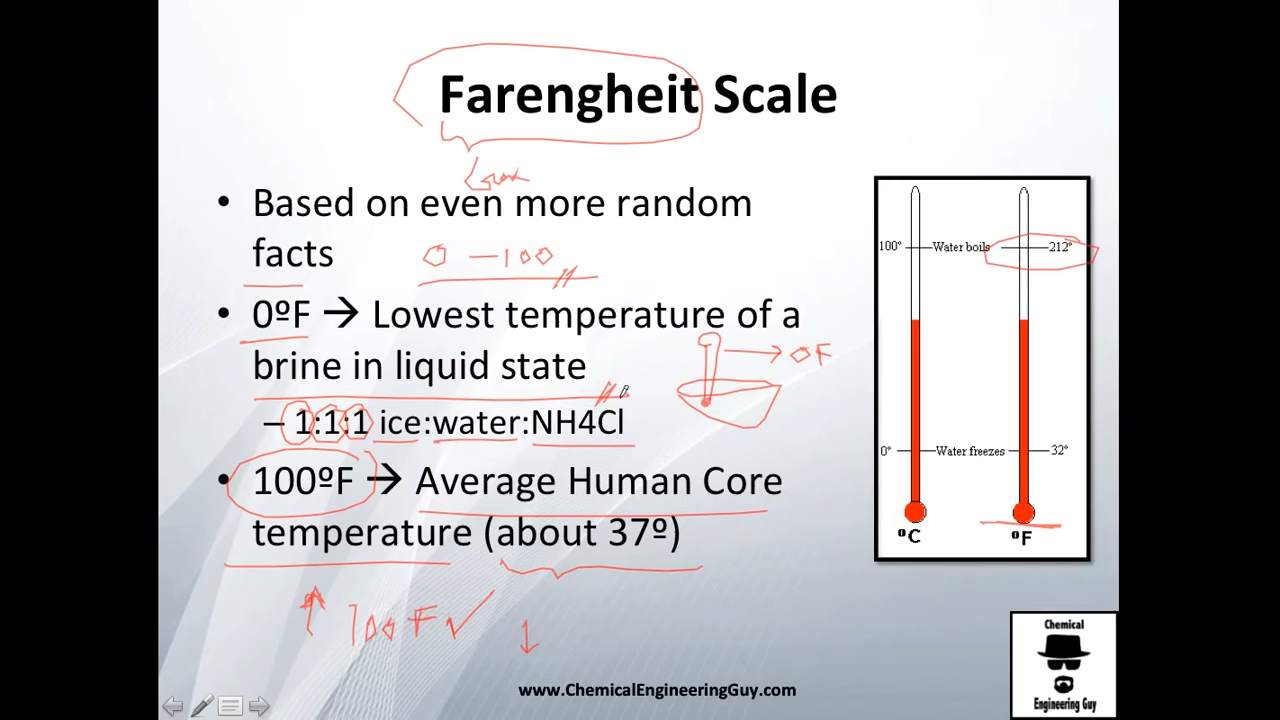 Farengheit Scale
• Based on even more random
facts
0 – 100
• 0ºF → Lowest temperature of a
brine in liquid state
– 1:1:1 ice:water:NH4Cl
0F
• 100ºF → Average Human Core
temperature (about 37º)
100F
100° Water boils 212°
0° Water freezes 32°
ºC ºF
Chemical
Engineering Guy
www.ChemicalEngineeringGuy.com